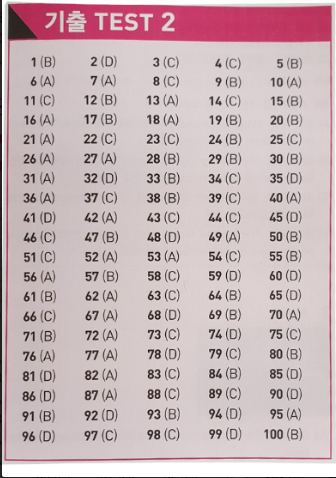 기출 TEST 2
1 (B) 2 (D) 3 (C) 4 (C) 5 (B)
6 (A) 7 (A) 8 (C) 9 (B) 10 (A)
11 (C) 12 (B) 13 (A) 14 (C) 15 (B)
16 (A) 17 (B) 18 (A) 19 (B) 20 (B)
21 (A) 22 (C) 23 (C) 24 (B) 25 (C)
26 (A) 27 (A) 28 (B) 29 (B) 30 (B)
31 (A) 32 (D) 33 (B) 34 (C) 35 (D)
36 (A) 37 (C) 38 (B) 39 (C) 40 (A)
41 (D) 42 (A) 43 (C) 44 (C) 45 (D)
46 (C) 47 (B) 48 (D) 49 (A) 50 (B)
51 (C) 52 (A) 53 (A) 54 (C) 55 (B)
56 (A) 57 (B) 58 (C) 59 (D) 60 (D)
61 (B) 62 (A) 63 (C) 64 (B) 65 (D)
66 (C) 67 (A) 68 (D) 69 (B) 70 (A)
71 (B) 72 (A) 73 (C) 74 (D) 75 (C)
76 (A) 77 (A) 78 (D) 79 (C) 80 (B)
81 (D) 82 (A) 83 (C) 84 (B) 85 (D)
86 (D) 87 (A) 88 (C) 89 (C) 90 (D)
91 (B) 92 (D) 93 (B) 94 (D) 95 (A)
96 (D) 97 (C) 98 (C) 99 (D) 100 (B)